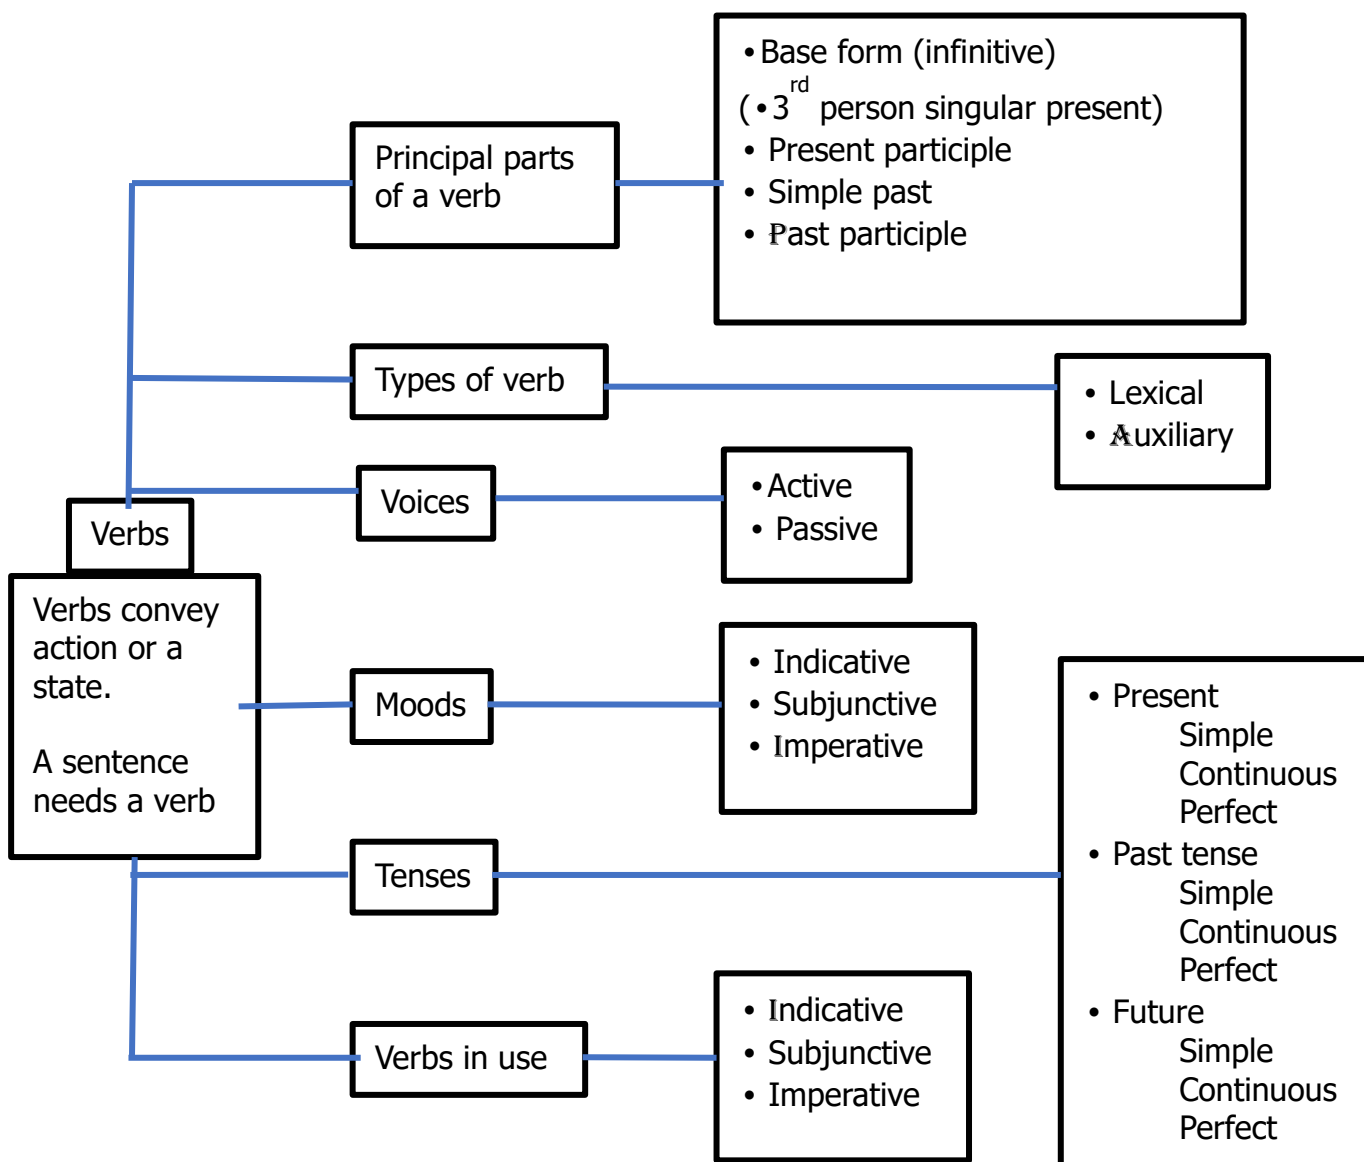 • Base form (infinitive)
(• 3rd person singular present)
• Present participle
• Simple past
• Past participle
Principal parts
of a verb
Types of verb
• Lexical
• Auxiliary
Voices
• Active
• Passive
Verbs
Verbs convey
action or a
state.
A sentence
needs a verb
Moods
• Indicative
• Subjunctive
• Imperative
Tenses
• Present
Simple
Continuous
Perfect
• Past tense
Simple
Continuous
Perfect
• Future
Simple
Continuous
Perfect
Verbs in use
• Indicative
• Subjunctive
• Imperative